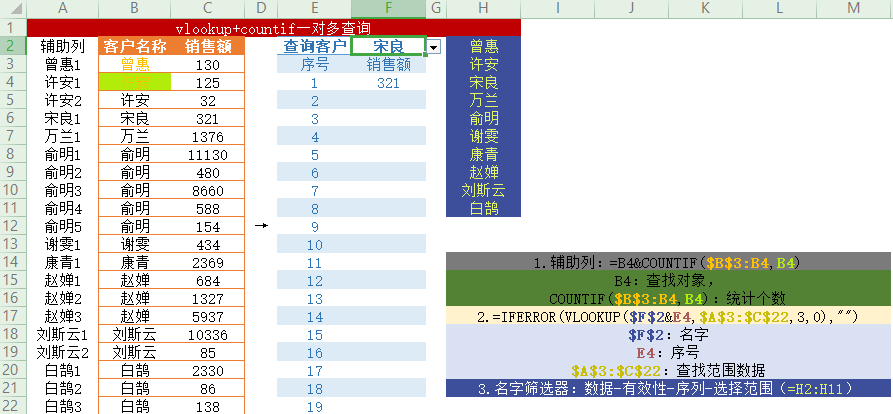 A B C D E F G H I J K L M
1 vlookup+countif一对多查询
2 辅助列 客户名称 销售额 查询客户 宋良 曾惠
3 曾惠1 曾惠 130 序号 销售额 许安
4 许安1 125 1 321 宋良
5 许安2 许安 32 2 万兰
6 宋良1 宋良 321 3 俞明
7 万兰1 万兰 1376 4 谢雯
8 俞明1 俞明 11130 5 康青
9 俞明2 俞明 480 6 赵婵
10 俞明3 俞明 8660 7 刘斯云
11 俞明4 俞明 588 8 白鹄
12 俞明5 俞明 154 → 9
13 谢雯1 谢雯 434 10
14 康青1 康青 2369 11 1.辅助列：=B4&COUNTIF($B$3:B4,B4)
15 赵婵1 赵婵 684 12 B4：查找对象，
16 赵婵2 赵婵 1327 13 COUNTIF($B$3:B4,B4)：统计个数
17 赵婵3 赵婵 5937 14 2.=IFERROR(VLOOKUP($F$2&E4,$A$3:$C$22,3,0),"")
18 刘斯云1 刘斯云 10336 15 $F$2：名字
19 刘斯云2 刘斯云 85 16 E4：序号
20 白鹄1 白鹄 2330 17 $A$3:$C$22：查找范围数据
21 白鹄2 白鹄 86 18 3.名字筛选器：数据-有效性-序列-选择范围（=H2:H11）
22 白鹄3 白鹄 138 19